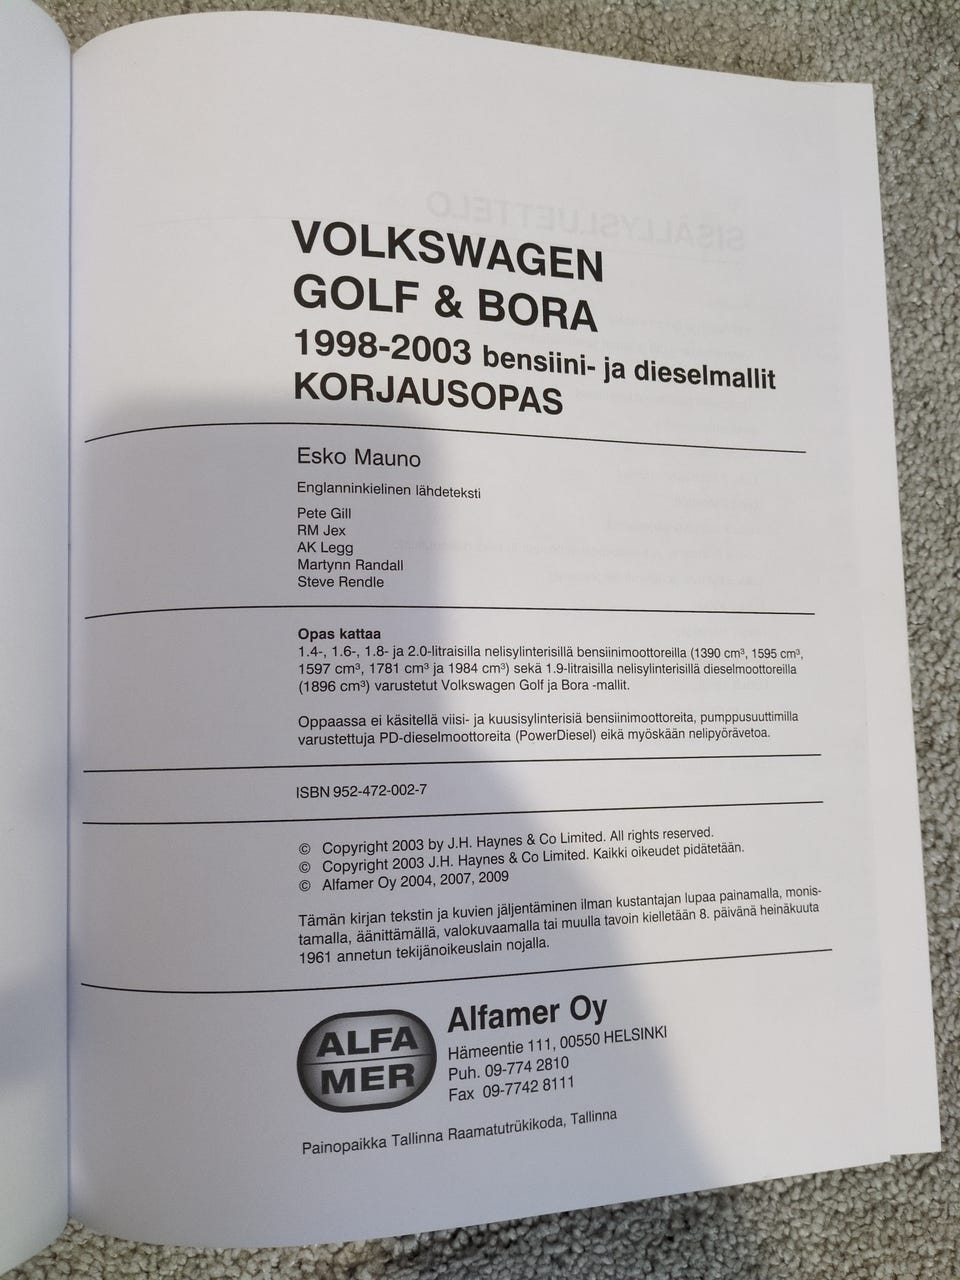 VOLKSWAGEN
GOLF & BORA
1998-2003 bensiini- ja dieselmallit
KORJAUSOPAS
Esko Mauno
Englanninkielinen lähdeteksti
Pete Gill
RM Jex
AK Legg
Martynn Randall
Steve Rendle
Opas kattaa
1.4-, 1.6-, 1.8- ja 2.0-litraisilla nelisylinterisillä bensiinimoottoreilla (1390 cm³, 1595 cm³,
1597 cm³, 1781 cm³ ja 1984 cm³) sekä 1.9-litraisilla nelisylinterisillä dieselmoottoreilla
(1896 cm³) varustetut Volkswagen Golf ja Bora -mallit.
Oppaassa ei käsitellä viisi- ja kuusisylinterisiä bensiinimoottoreita, pumppusuuttimilla
varustettuja PD-dieselmoottoreita (PowerDiesel) eikä myöskään nelipyörävetoa.
ISBN 952-472-002-7
© Copyright 2003 by J.H. Haynes & Co Limited. All rights reserved.
© Copyright 2003 J.H. Haynes & Co Limited. Kaikki oikeudet pidätetään.
© Alfamer Oy 2004, 2007, 2009
Tämän kirjan tekstin ja kuvien jäljentäminen ilman kustantajan lupaa painamalla, monis-
tamalla, äänittämällä, valokuvaamalla tai muulla tavoin kielletään 8. päivänä heinäkuuta
1961 annetun tekijänoikeuslain nojalla.
ALFA
MER
Alfamer Oy
Hämeentie 111, 00550 HELSINKI
Puh. 09-774 2810
Fax 09-7742 8111
Painopaikka Tallinna Raamatutrükikoda, Tallinna